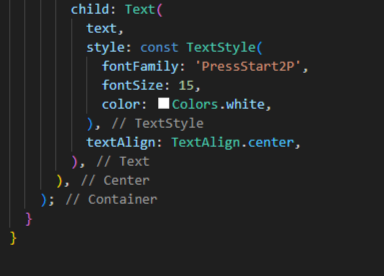 child: Text(
text,
style: const TextStyle(
fontFamily: 'PressStart2P',
fontSize: 15,
color: Colors.white,
), // TextStyle
textAlign: TextAlign.center,
), // Text
), // Center
); // Container
}
}